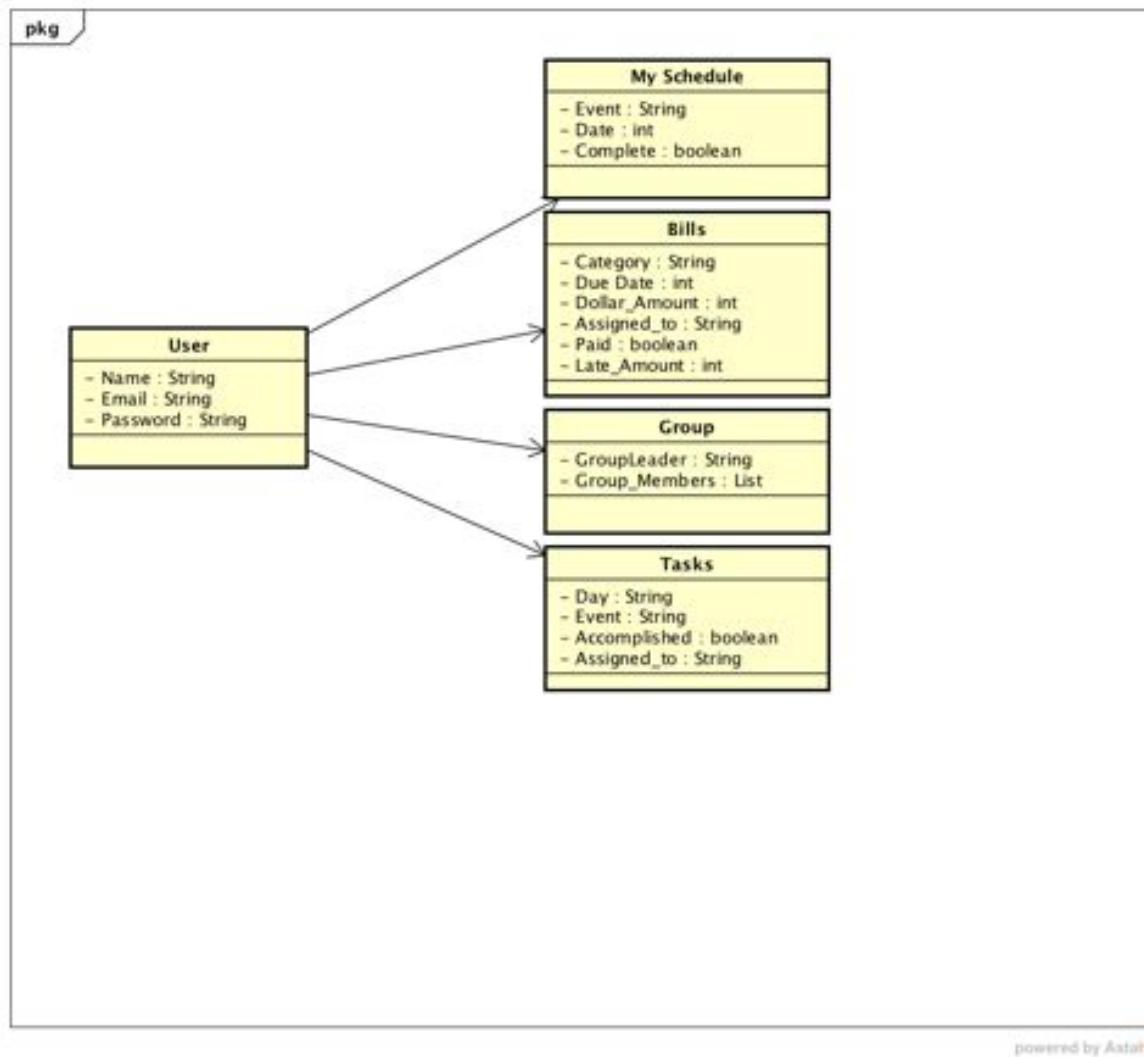 pkg
My Schedule
- Event : String
- Date : int
- Complete : boolean
Bills
- Category : String
- Due Date : int
- Dollar_Amount : int
- Assigned_to : String
- Paid : boolean
- Late_Amount : int
User
- Name : String
- Email : String
- Password : String
Group
- GroupLeader : String
- Group_Members : List
Tasks
- Day : String
- Event : String
- Accomplished : boolean
- Assigned_to : String
powered by